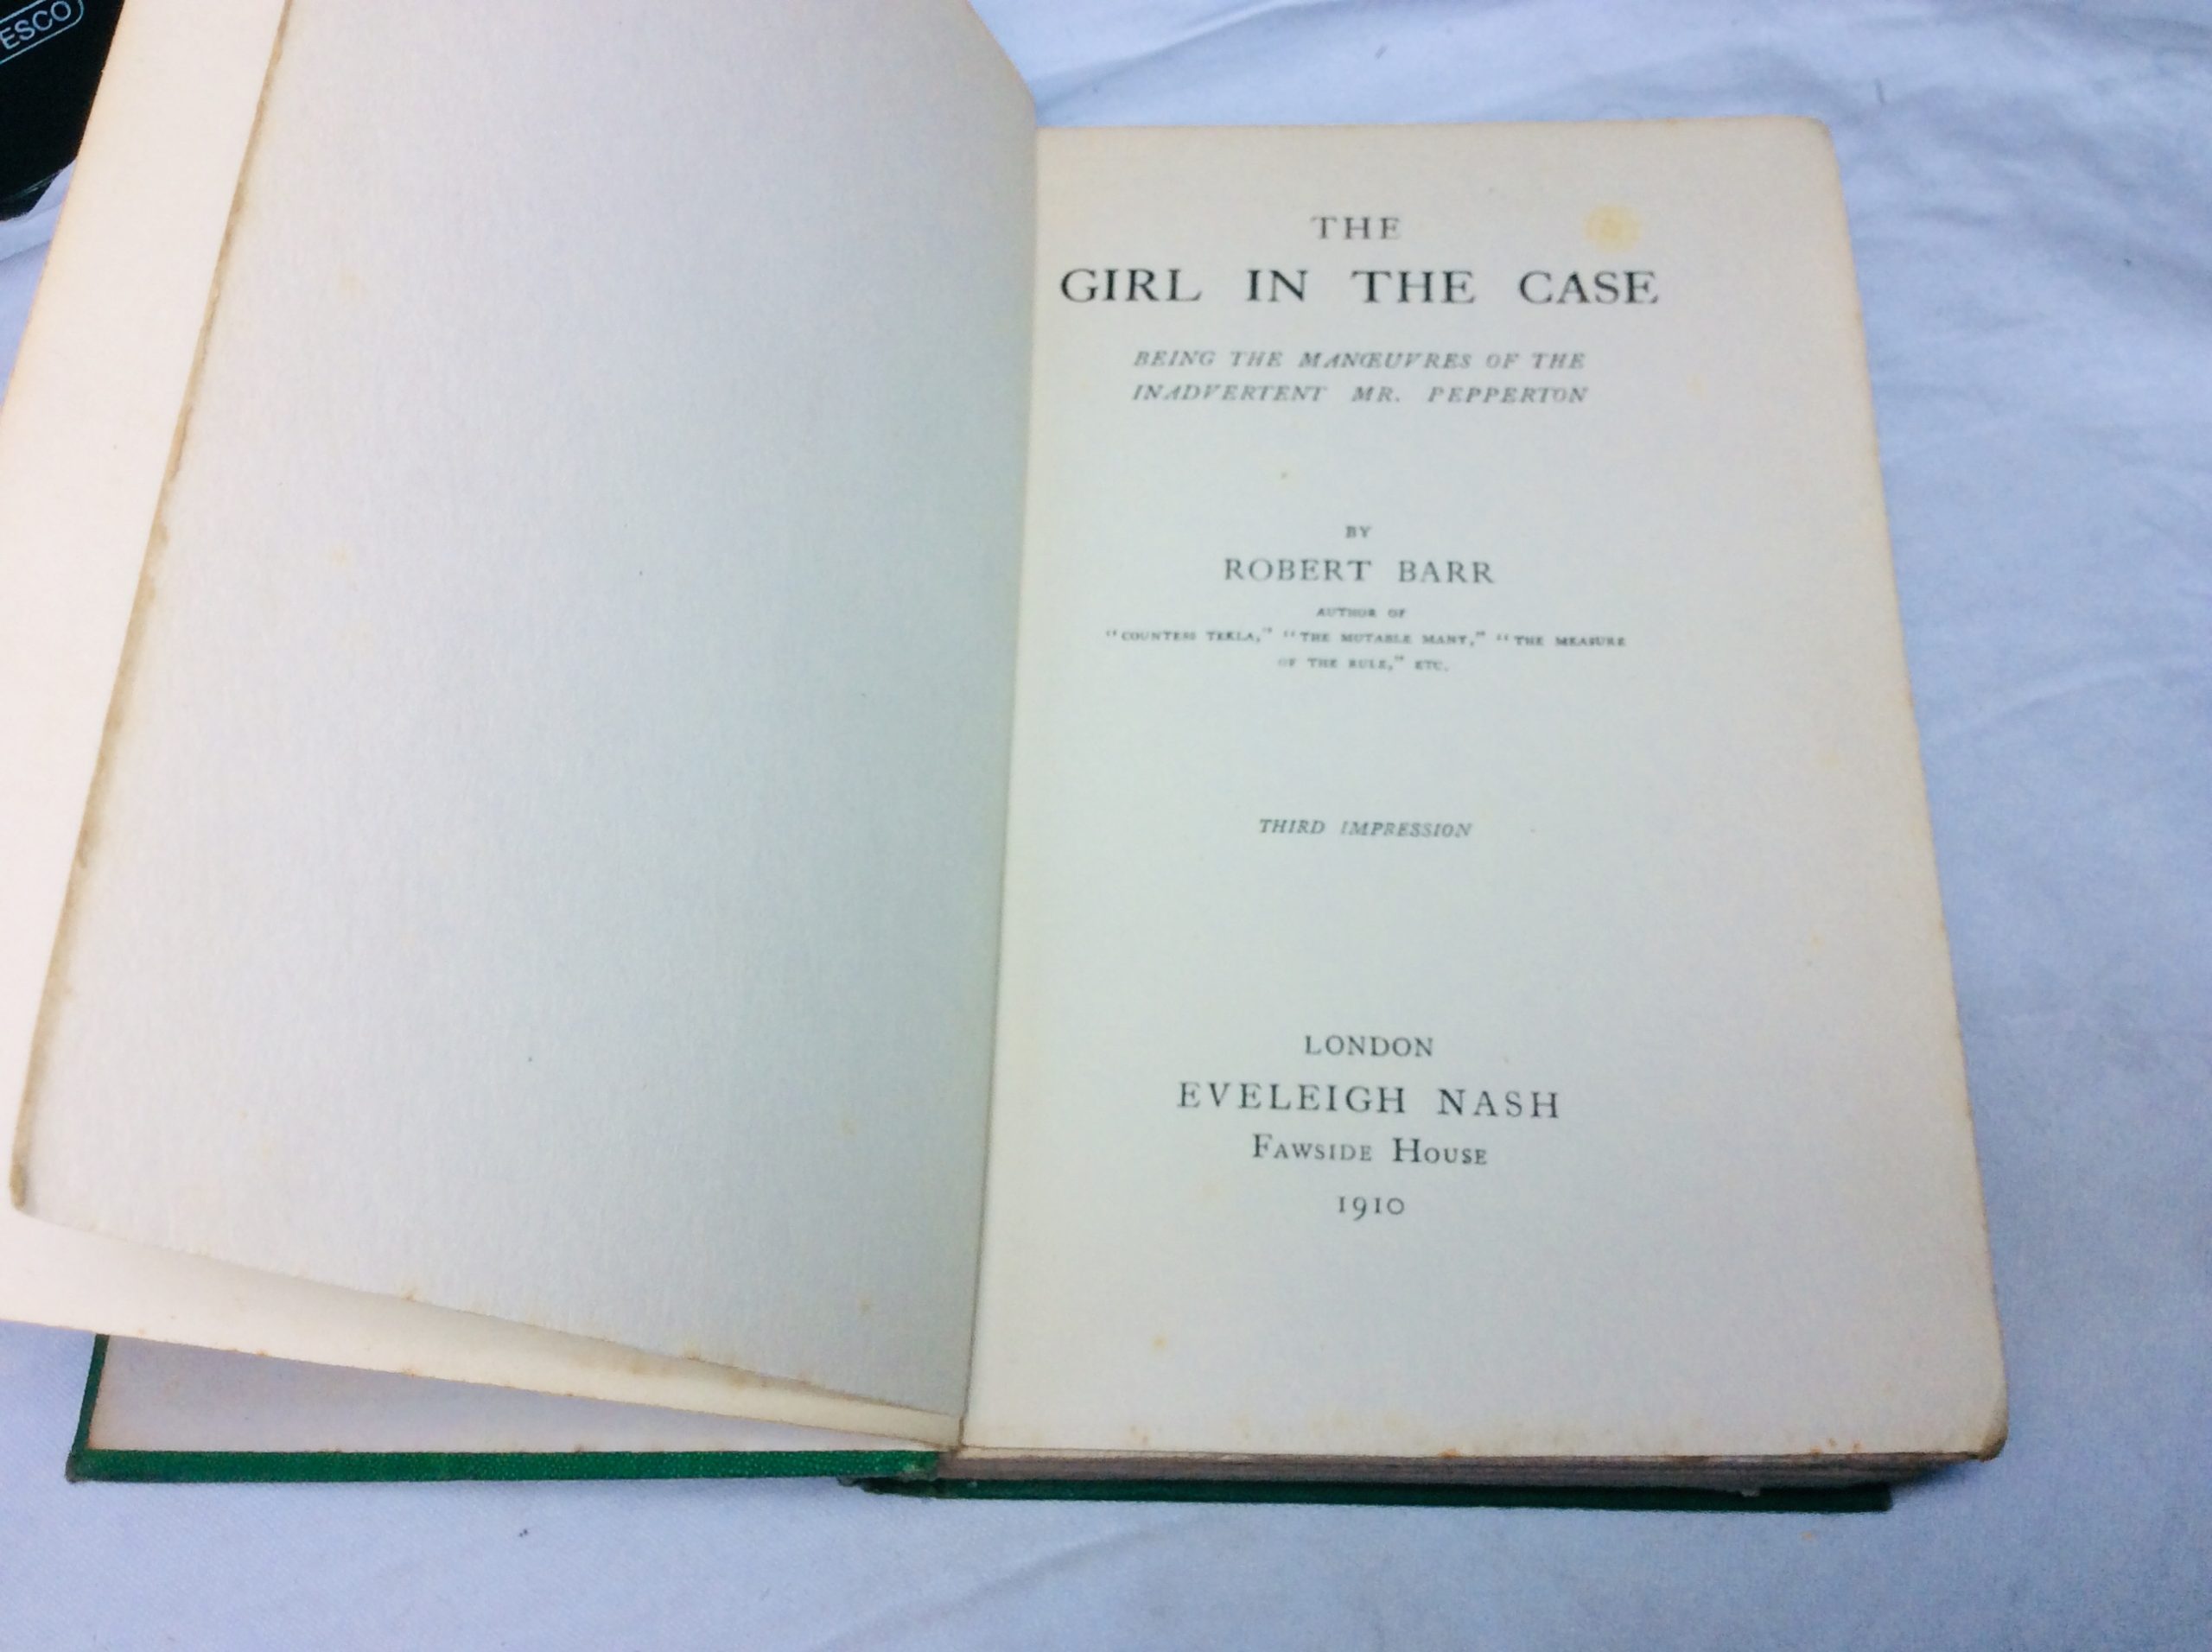 ESCO
THE
GIRL IN THE CASE
BEING THE MANŒUVRES OF THE
INADVERTENT MR. PEPPERTON
BY
ROBERT BARR
AUTHOR OF
"COUNTESS TEKLA," "THE MUTABLE MANY," "THE MEASURE
OF THE RULE," ETC.
THIRD IMPRESSION
LONDON
EVELEIGH NASH
FAWSIDE HOUSE
1910